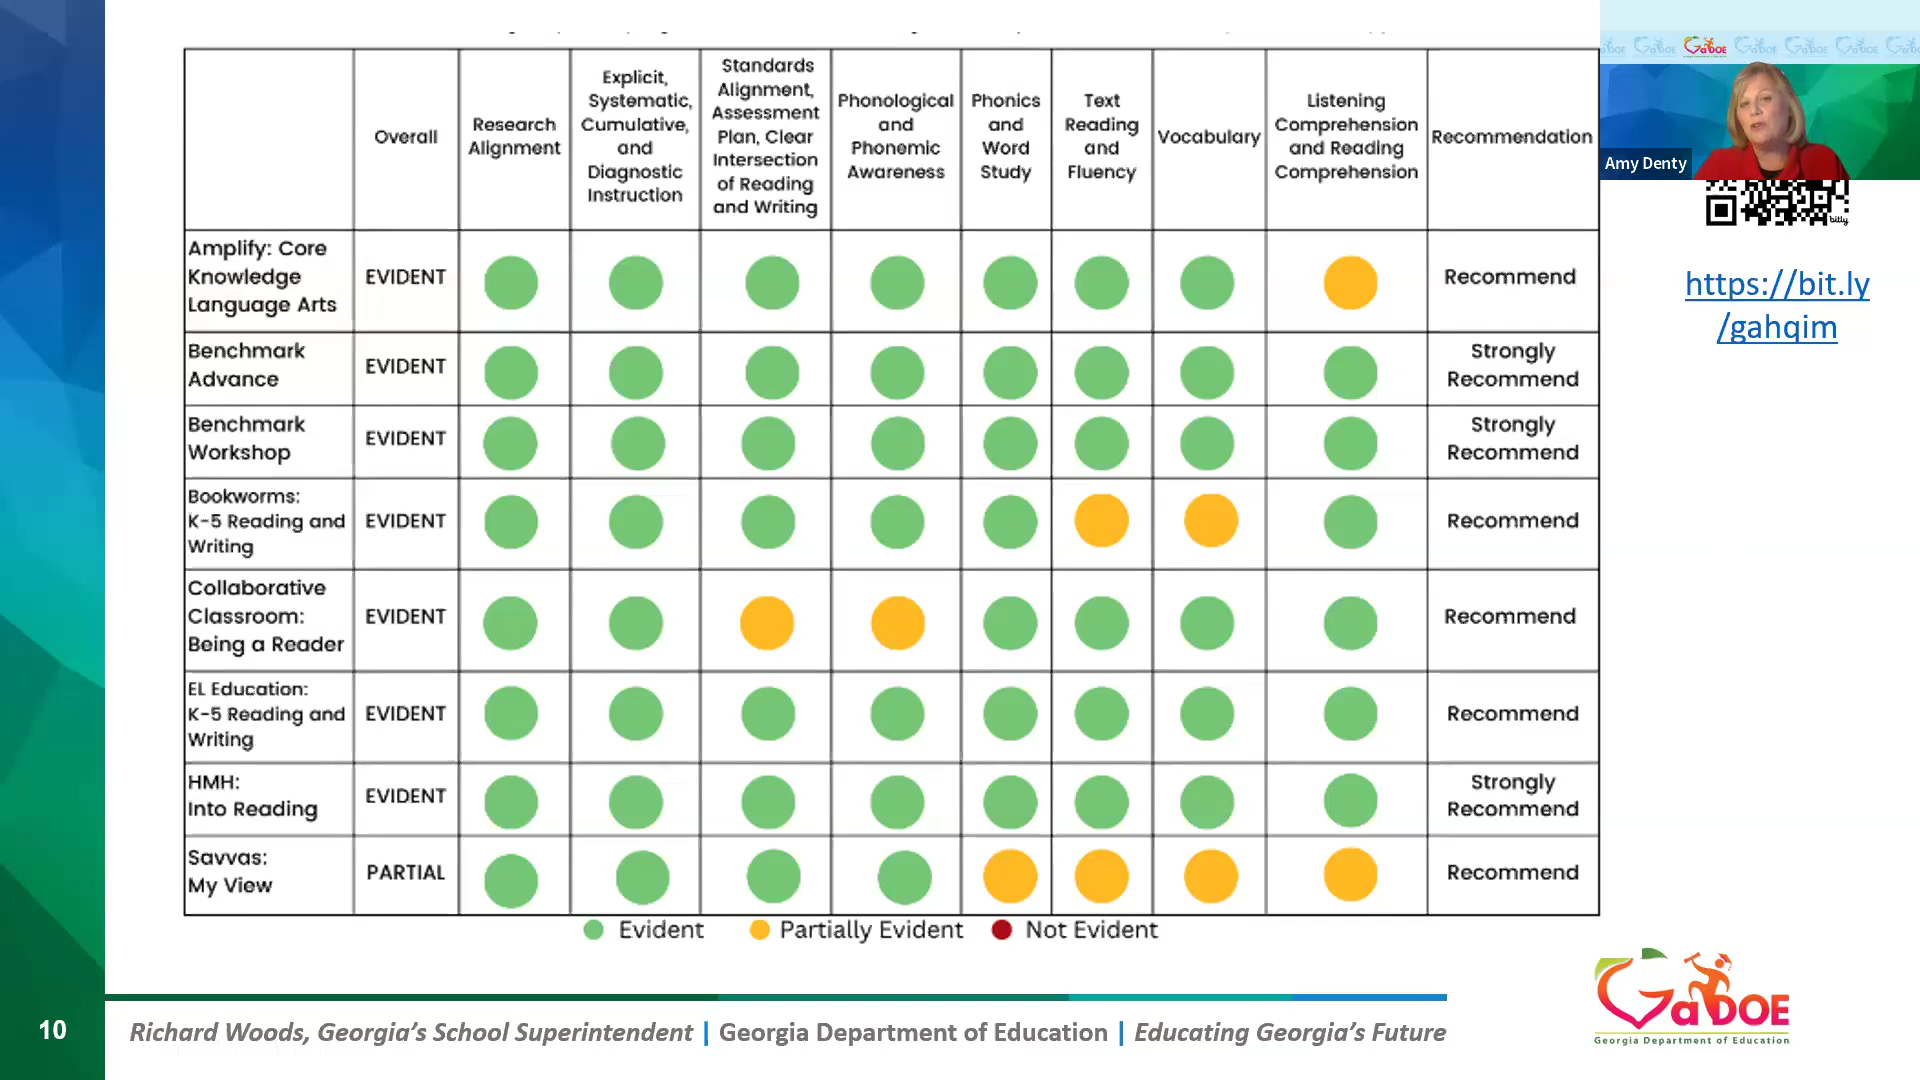 Overall
Research
Alignment
Explicit,
Systematic,
Cumulative,
and
Diagnostic
Instruction
Standards
Alignment,
Assessment
Plan, Clear
Intersection
of Reading
and Writing
Phonological
and
Phonemic
Awareness
Phonics
and
Word
Study
Text
Reading
and
Fluency
Vocabulary
Listening
Comprehension
and Reading
Comprehension
Recommendation
Amplify: Core
Knowledge
Language Arts
EVIDENT
Recommend
Benchmark
Advance
EVIDENT
Strongly
Recommend
Benchmark
Workshop
EVIDENT
Strongly
Recommend
Bookworms:
K-5 Reading and
Writing
EVIDENT
Recommend
Collaborative
Classroom:
Being a Reader
EVIDENT
Recommend
EL Education:
K-5 Reading and
Writing
EVIDENT
Recommend
HMH:
Into Reading
EVIDENT
Strongly
Recommend
Savvas:
My View
PARTIAL
Recommend
Evident Partially Evident Not Evident
GaDOE
Amy Denty
bitly
https://bit.ly
/gahqim
10
Richard Woods, Georgia's School Superintendent | Georgia Department of Education | Educating Georgia's Future
GaDOE
Georgia Department of Education